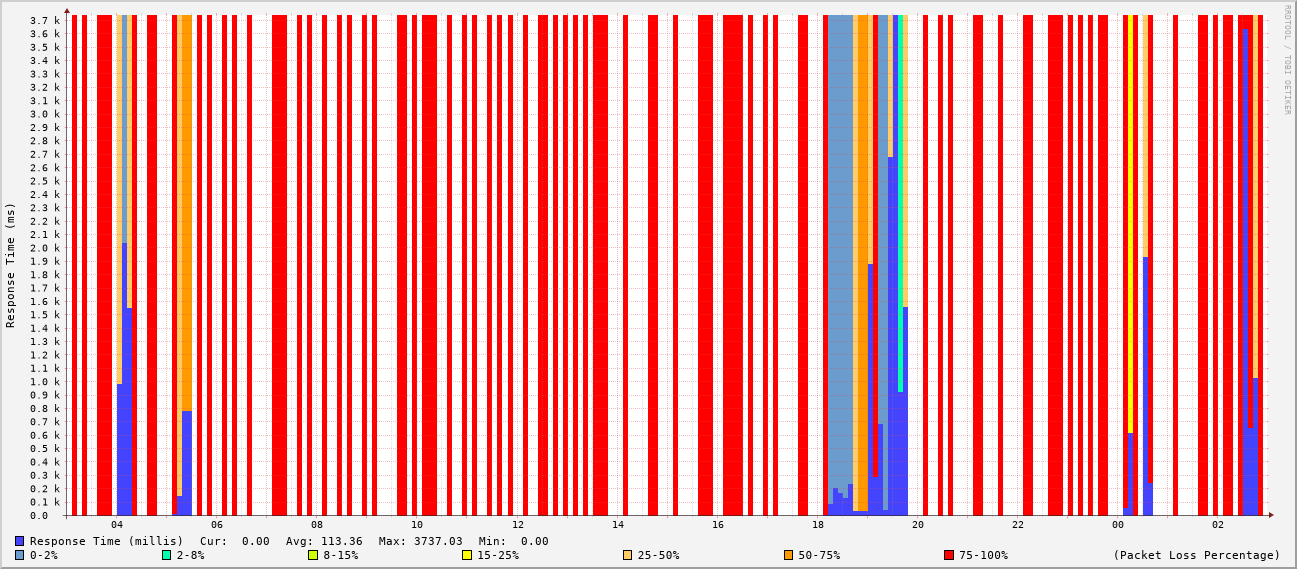 RRDTOOL / TOBI OETIKER
Response Time (ms)
3.7 k
3.6 k
3.5 k
3.4 k
3.3 k
3.2 k
3.1 k
3.0 k
2.9 k
2.8 k
2.7 k
2.6 k
2.5 k
2.4 k
2.3 k
2.2 k
2.1 k
2.0 k
1.9 k
1.8 k
1.7 k
1.6 k
1.5 k
1.4 k
1.3 k
1.2 k
1.1 k
1.0 k
0.9 k
0.8 k
0.7 k
0.6 k
0.5 k
0.4 k
0.3 k
0.2 k
0.1 k
0.0
04 06 08 10 12 14 16 18 20 22 00 02
Response Time (millis) Cur: 0.00 Avg: 113.36 Max: 3737.03 Min: 0.00
0-2% 2-8% 8-15% 15-25% 25-50% 50-75% 75-100% (Packet Loss Percentage)